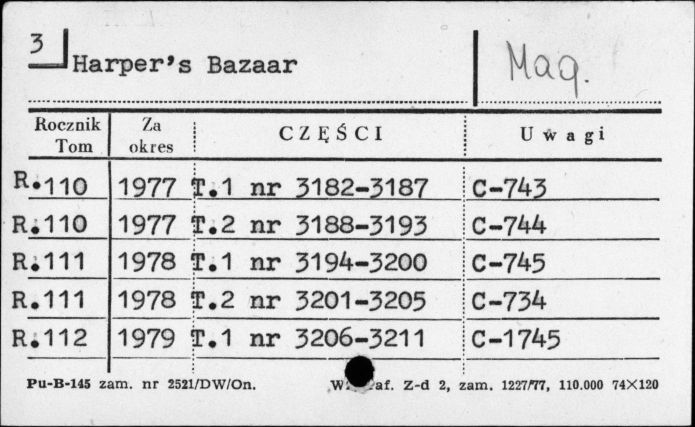 3
Harper's Bazaar
Mag.
Rocznik Tom Za okres CZĘŚCI Uwagi
R.110 1977 T.1 nr 3182-3187 C-743
R.110 1977 T.2 nr 3188-3193 C-744
R.111 1978 T.1 nr 3194-3200 C-745
R.111 1978 T.2 nr 3201-3205 C-734
R.112 1979 T.1 nr 3206-3211 C-1745
Pu-B-145 zam. nr 2521/DW/On. Z-d 2, zam. 1227/77, 110.000 74×120